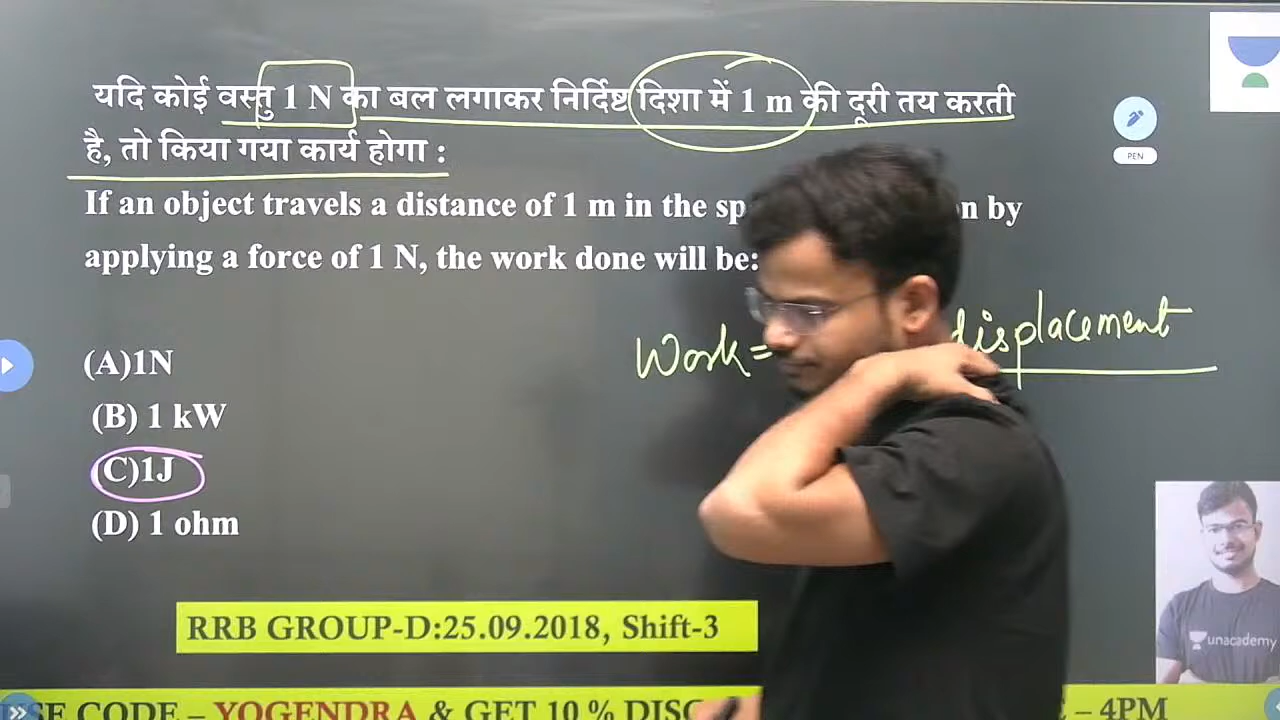 यदि कोई वस्तु 1 N का बल लगाकर निर्दिष्ट दिशा में 1 m की दूरी तय करती
है, तो किया गया कार्य होगा :
PEN
If an object travels a distance of 1 m in the by
applying a force of 1 N, the work done will be:
Work = displacement
(A)1N
(B) 1 kW
(C)1J
(D) 1 ohm
unacademy
RRB GROUP-D:25.09.2018, Shift-3
CODE – YOGENDRA & GET 10 % – 4PM